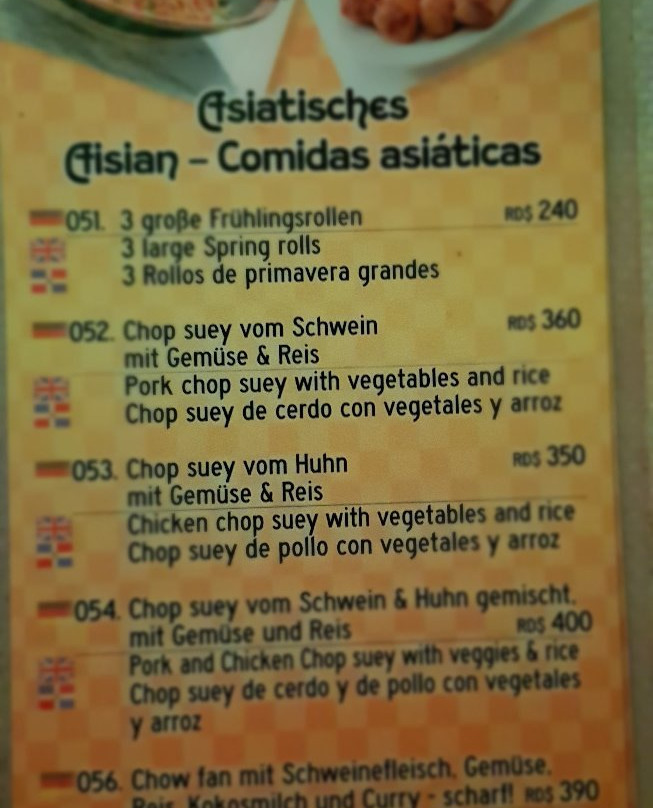 Asiatisches
Aisian - Comidas asiáticas
051. 3 große Frühlingsrollen RD$ 240
3 large Spring rolls
3 Rollos de primavera grandes
052. Chop suey vom Schwein RD$ 360
mit Gemüse & Reis
Pork chop suey with vegetables and rice
Chop suey de cerdo con vegetales y arroz
053. Chop suey vom Huhn RD$ 350
mit Gemüse & Reis
Chicken chop suey with vegetables and rice
Chop suey de pollo con vegetales y arroz
054. Chop suey vom Schwein & Huhn gemischt.
mit Gemüse und Reis RD$ 400
Pork and Chicken Chop suey with veggies & rice
Chop suey de cerdo y de pollo con vegetales
y arroz
056. Chow fan mit Schweinefleisch, Gemüse,
Reis, Kokosmilch und Curry - scharf! RD$ 390